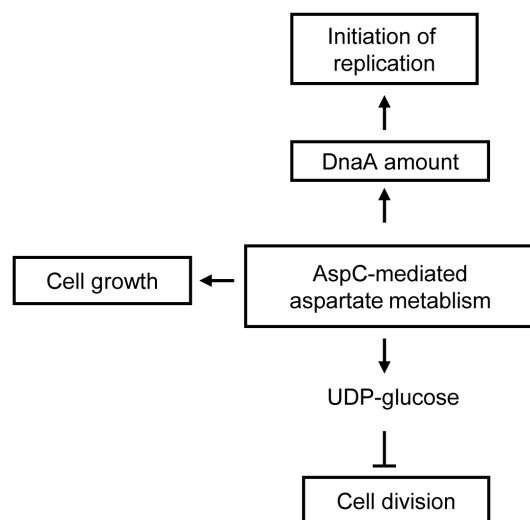 Initiation of
replication
DnaA amount
Cell growth
AspC-mediated
aspartate metablism
UDP-glucose
Cell division